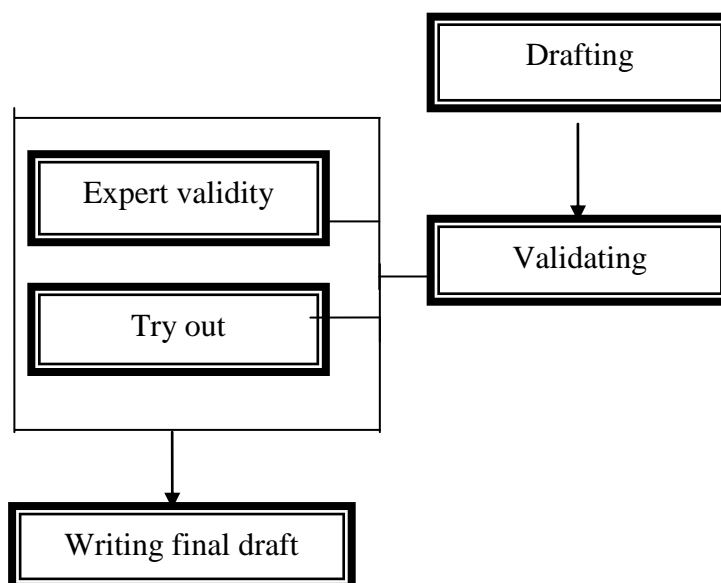 Drafting
Validating
Expert validity
Try out
Writing final draft